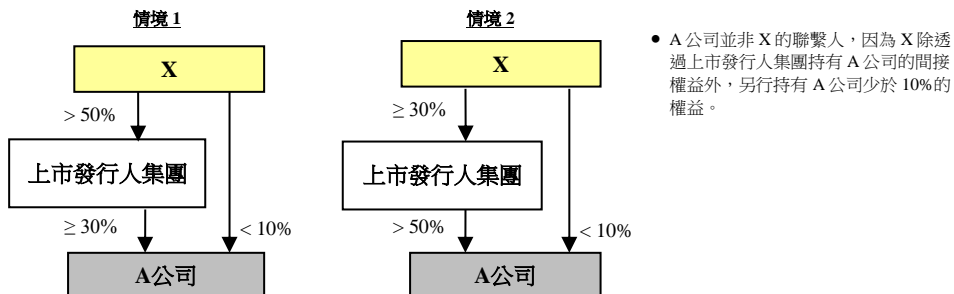 情境 1
X
> 50%
上市發行人集團
≥ 30%
< 10%
A公司
情境 2
X
≥ 30%
上市發行人集團
> 50%
< 10%
A公司
● A公司並非 X 的聯繫人，因為 X 除透
過上市發行人集團持有 A 公司的間接
權益外，另行持有 A 公司少於 10%的
權益。